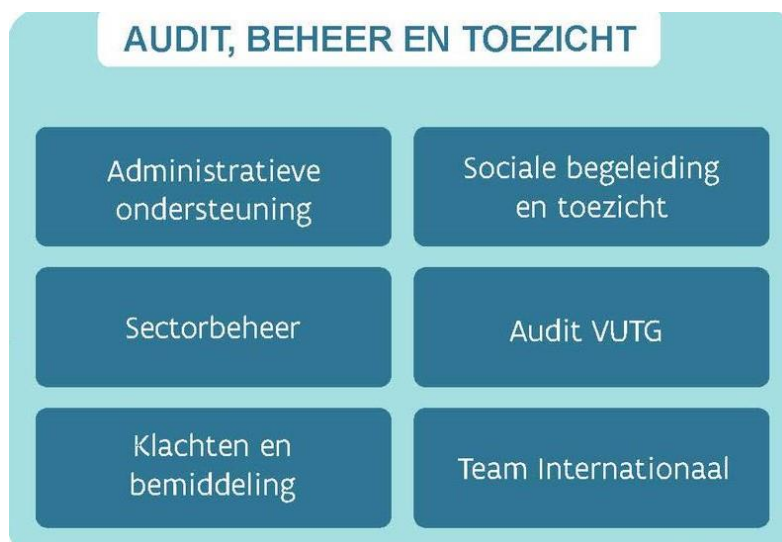 AUDIT, BEHEER EN TOEZICHT
Administratieve
ondersteuning
Sociale begeleiding
en toezicht
Sectorbeheer
Audit VUTG
Klachten en
bemiddeling
Team Internationaal